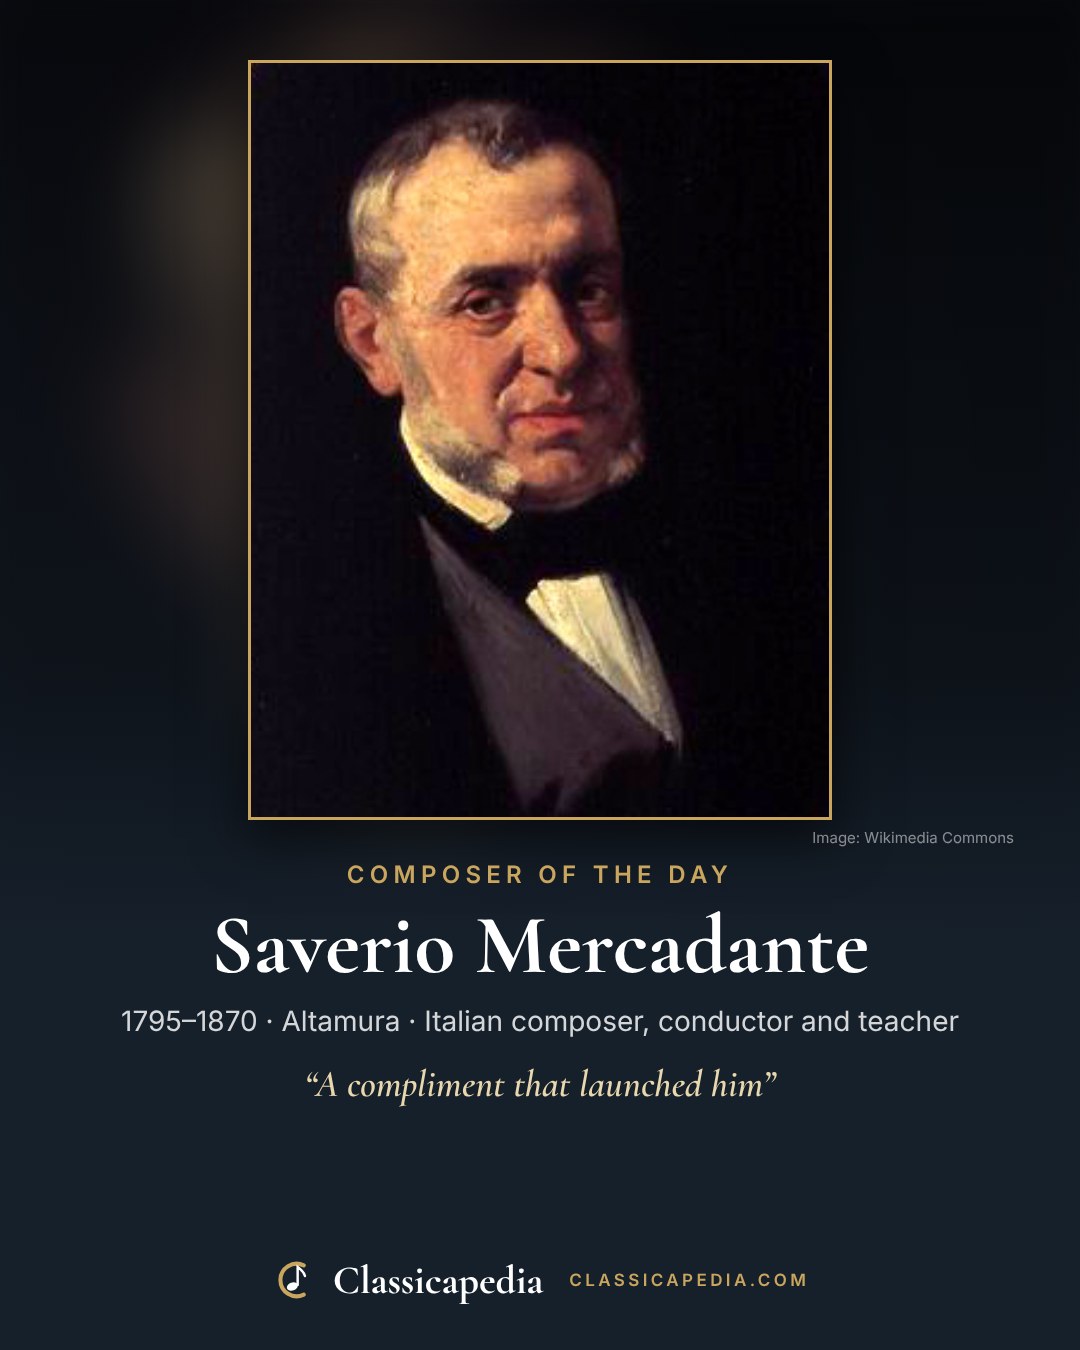 Image: Wikimedia Commons
COMPOSER OF THE DAY
Saverio Mercadante
1795–1870 · Altamura · Italian composer, conductor and teacher
“A compliment that launched him”
Classicapedia CLASSICAPEDIA.COM